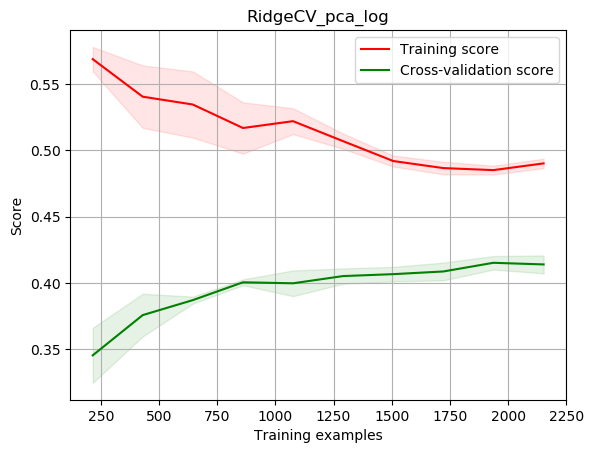 RidgeCV_pca_log
Training score
Cross-validation score
Score
0.55
0.50
0.45
0.40
0.35
250 500 750 1000 1250 1500 1750 2000 2250
Training examples